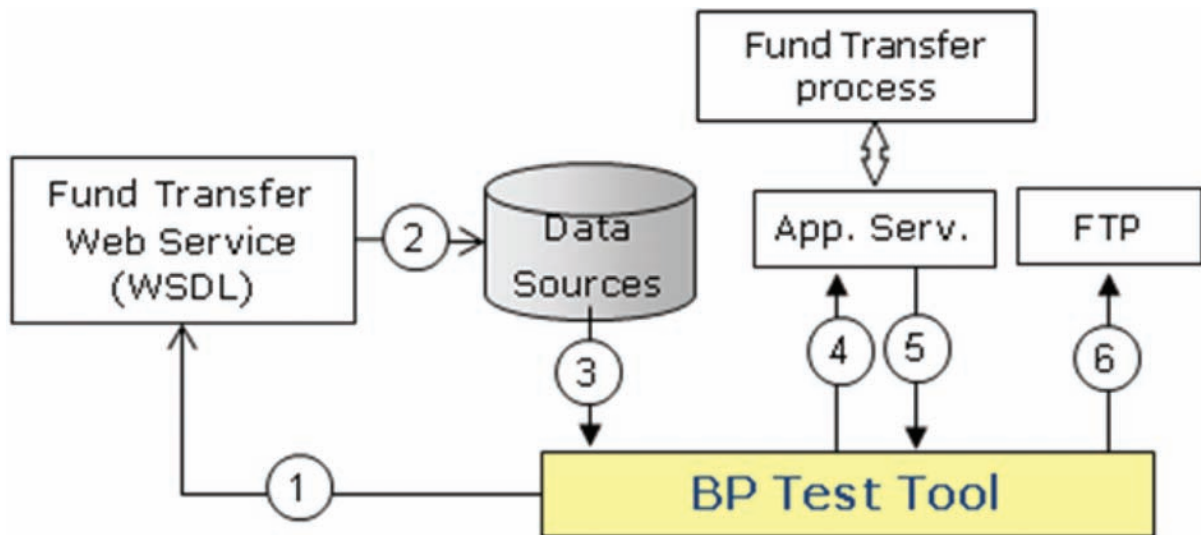 Fund Transfer
process
Fund Transfer
Web Service
(WSDL)
2
Data
Sources
App. Serv.
FTP
3
4
5
6
1
BP Test Tool